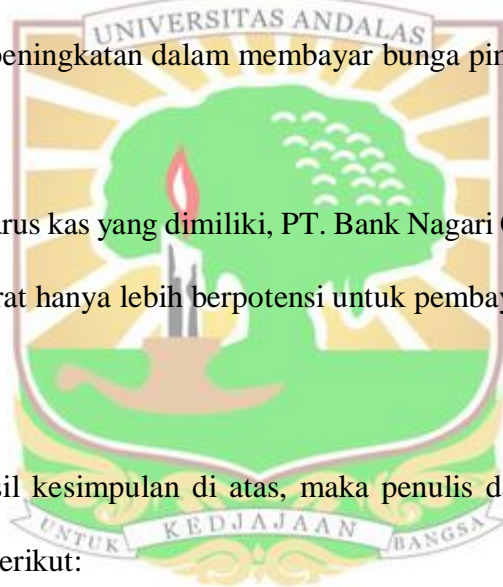 UNIVERSITAS ANDALAS
peningkatan dalam membayar bunga pin
arus kas yang dimiliki, PT. Bank Nagari
rat hanya lebih berpotensi untuk pembay
sil kesimpulan di atas, maka penulis d
UNTUK KEDJAJAAN BANGSA
erikut: